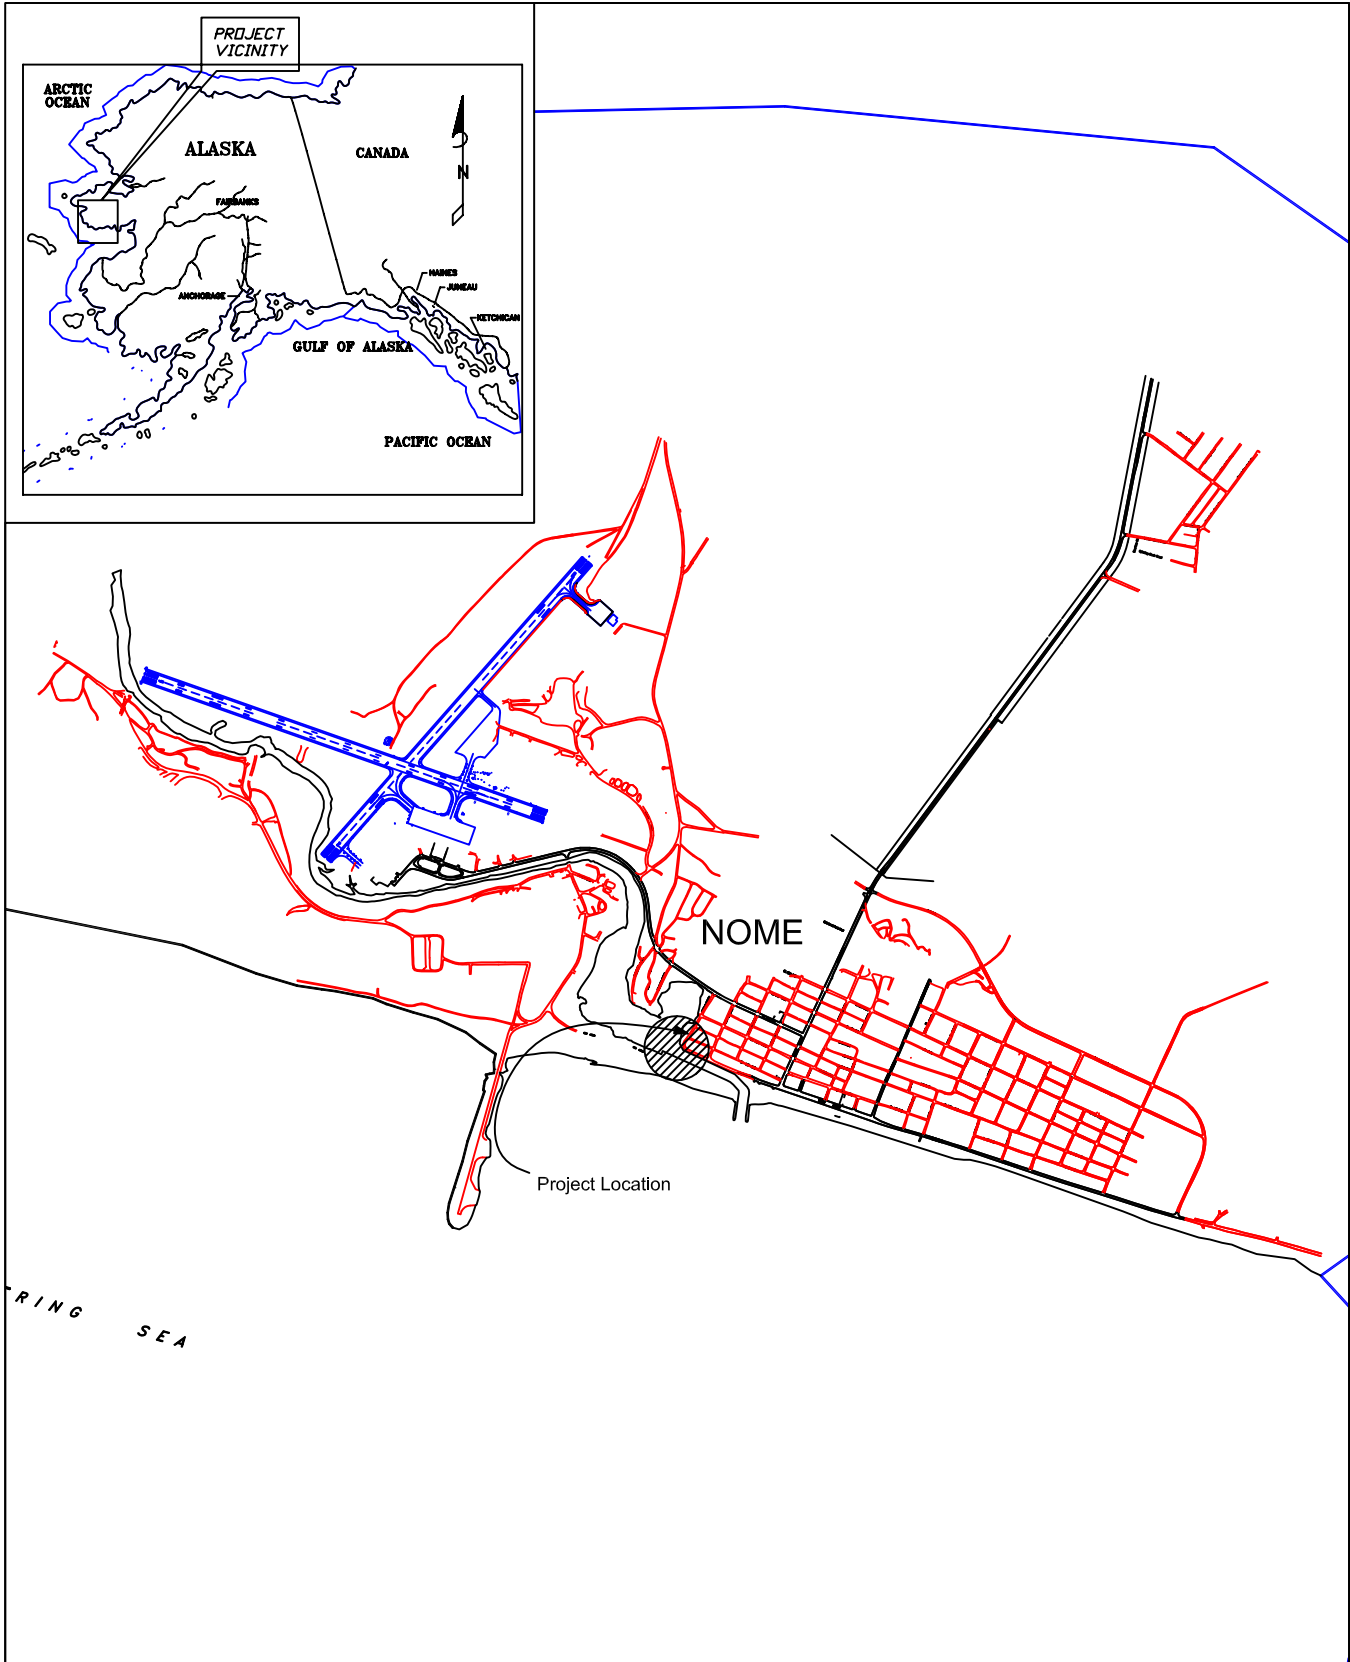 PROJECT
VICINITY
ARCTIC
OCEAN
ALASKA
CANADA
N
FAIRBANKS
HAINES
JUNEAU
ANCHORAGE
KETCHICAN
GULF OF ALASKA
PACIFIC OCEAN
NOME
Project Location
RING SEA